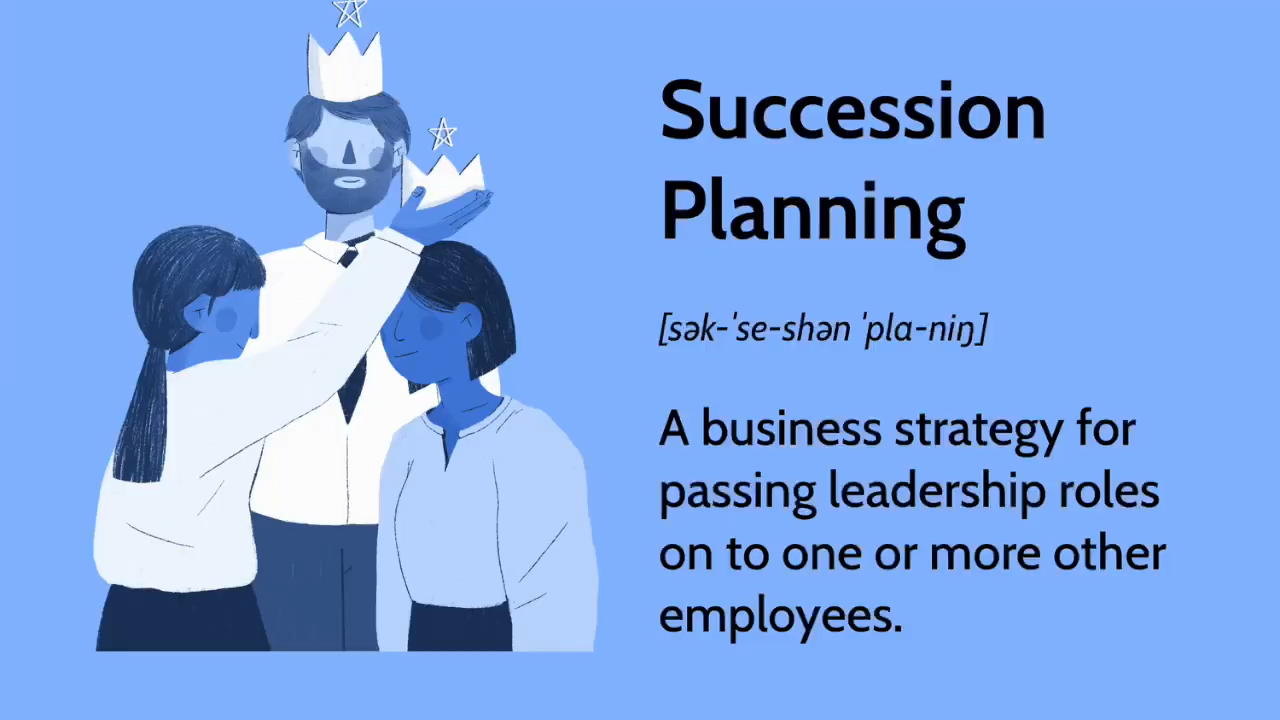 Succession
Planning
[sək-ˈse-shən ˈpla-niŋ]
A business strategy for
passing leadership roles
on to one or more other
employees.